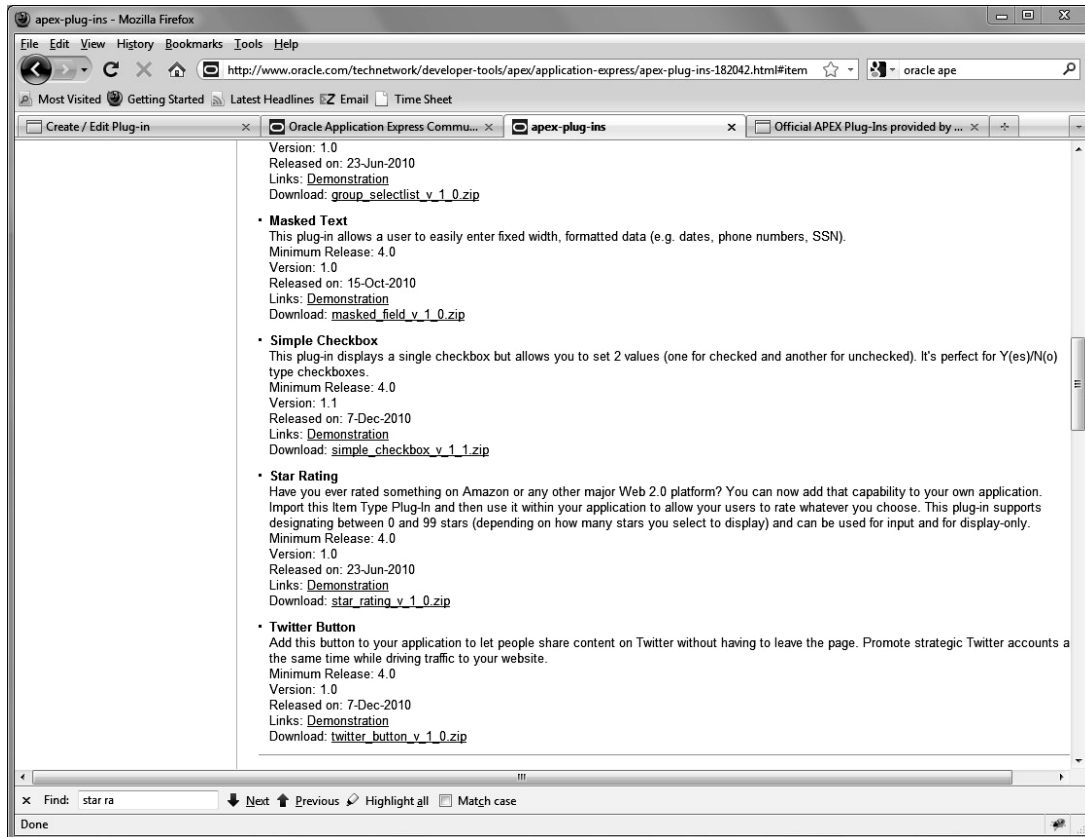 apex-plug-ins - Mozilla Firefox
File Edit View History Bookmarks Tools Help
http://www.oracle.com/technetwork/developer-tools/apex/application-express/apex-plug-ins-182042.html#item
oracle ape
Most Visited Getting Started Latest Headlines EZ Email Time Sheet
Create / Edit Plug-in
Oracle Application Express Commu...
apex-plug-ins
Official APEX Plug-Ins provided by ...
Version: 1.0
Released on: 23-Jun-2010
Links: Demonstration
Download: group_selectlist_v_1_0.zip
• Masked Text
This plug-in allows a user to easily enter fixed width, formatted data (e.g. dates, phone numbers, SSN).
Minimum Release: 4.0
Version: 1.0
Released on: 15-Oct-2010
Links: Demonstration
Download: masked_field_v_1_0.zip
• Simple Checkbox
This plug-in displays a single checkbox but allows you to set 2 values (one for checked and another for unchecked). It's perfect for Y(es)/N(o)
type checkboxes.
Minimum Release: 4.0
Version: 1.1
Released on: 7-Dec-2010
Links: Demonstration
Download: simple_checkbox_v_1_1.zip
• Star Rating
Have you ever rated something on Amazon or any other major Web 2.0 platform? You can now add that capability to your own application.
Import this Item Type Plug-In and then use it within your application to allow your users to rate whatever you choose. This plug-in supports
designating between 0 and 99 stars (depending on how many stars you select to display) and can be used for input and for display-only.
Minimum Release: 4.0
Version: 1.0
Released on: 23-Jun-2010
Links: Demonstration
Download: star_rating_v_1_0.zip
• Twitter Button
Add this button to your application to let people share content on Twitter without having to leave the page. Promote strategic Twitter accounts a
the same time while driving traffic to your website.
Minimum Release: 4.0
Version: 1.0
Released on: 7-Dec-2010
Links: Demonstration
Download: twitter_button_v_1_0.zip
Find: star ra Next Previous Highlight all Match case
Done